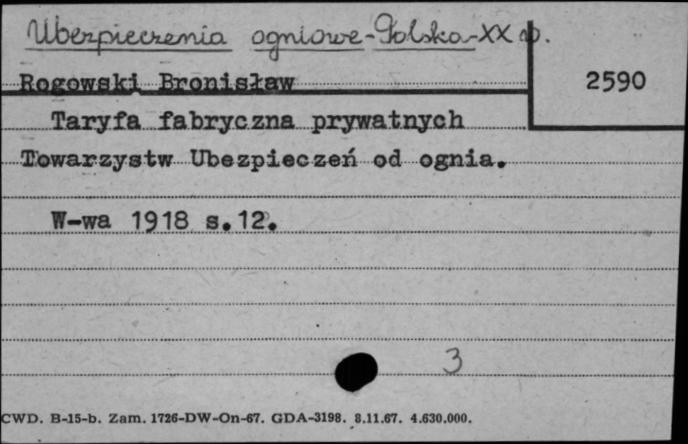 Ubezpieczenia ogniowe-Polska-XX w.
Rogowski Bronisław
2590
Taryfa fabryczna prywatnych
Towarzystw Ubezpieczeń od ognia.
W-wa 1918 s.12.
3
CWD. B-15-b. Zam. 1726-DW-On-67. GDA-3198. 8.11.67. 4.630.000.